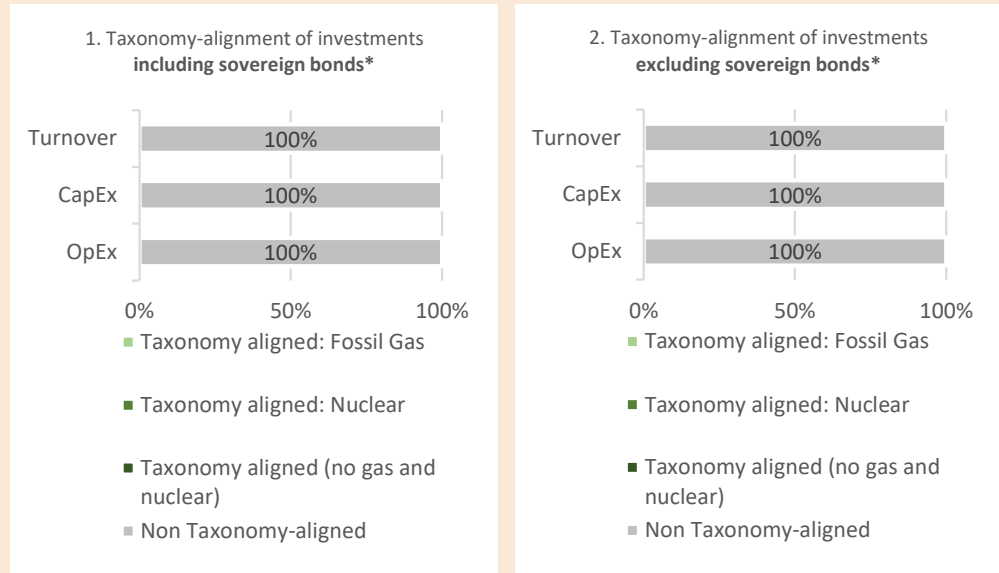 1. Taxonomy-alignment of investments
including sovereign bonds*
Turnover
100%
CapEx
100%
OpEx
100%
0% 50% 100%
Taxonomy aligned: Fossil Gas
Taxonomy aligned: Nuclear
Taxonomy aligned (no gas and
nuclear)
Non Taxonomy-aligned
2. Taxonomy-alignment of investments
excluding sovereign bonds*
Turnover
100%
CapEx
100%
OpEx
100%
0% 50% 100%
Taxonomy aligned: Fossil Gas
Taxonomy aligned: Nuclear
Taxonomy aligned (no gas and
nuclear)
Non Taxonomy-aligned